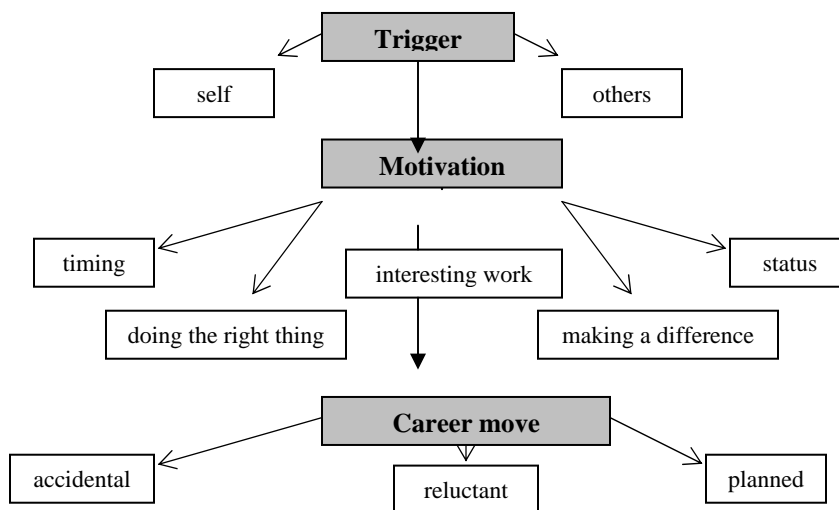 Trigger
self
others
Motivation
timing
interesting work
status
doing the right thing
making a difference
Career move
accidental
reluctant
planned